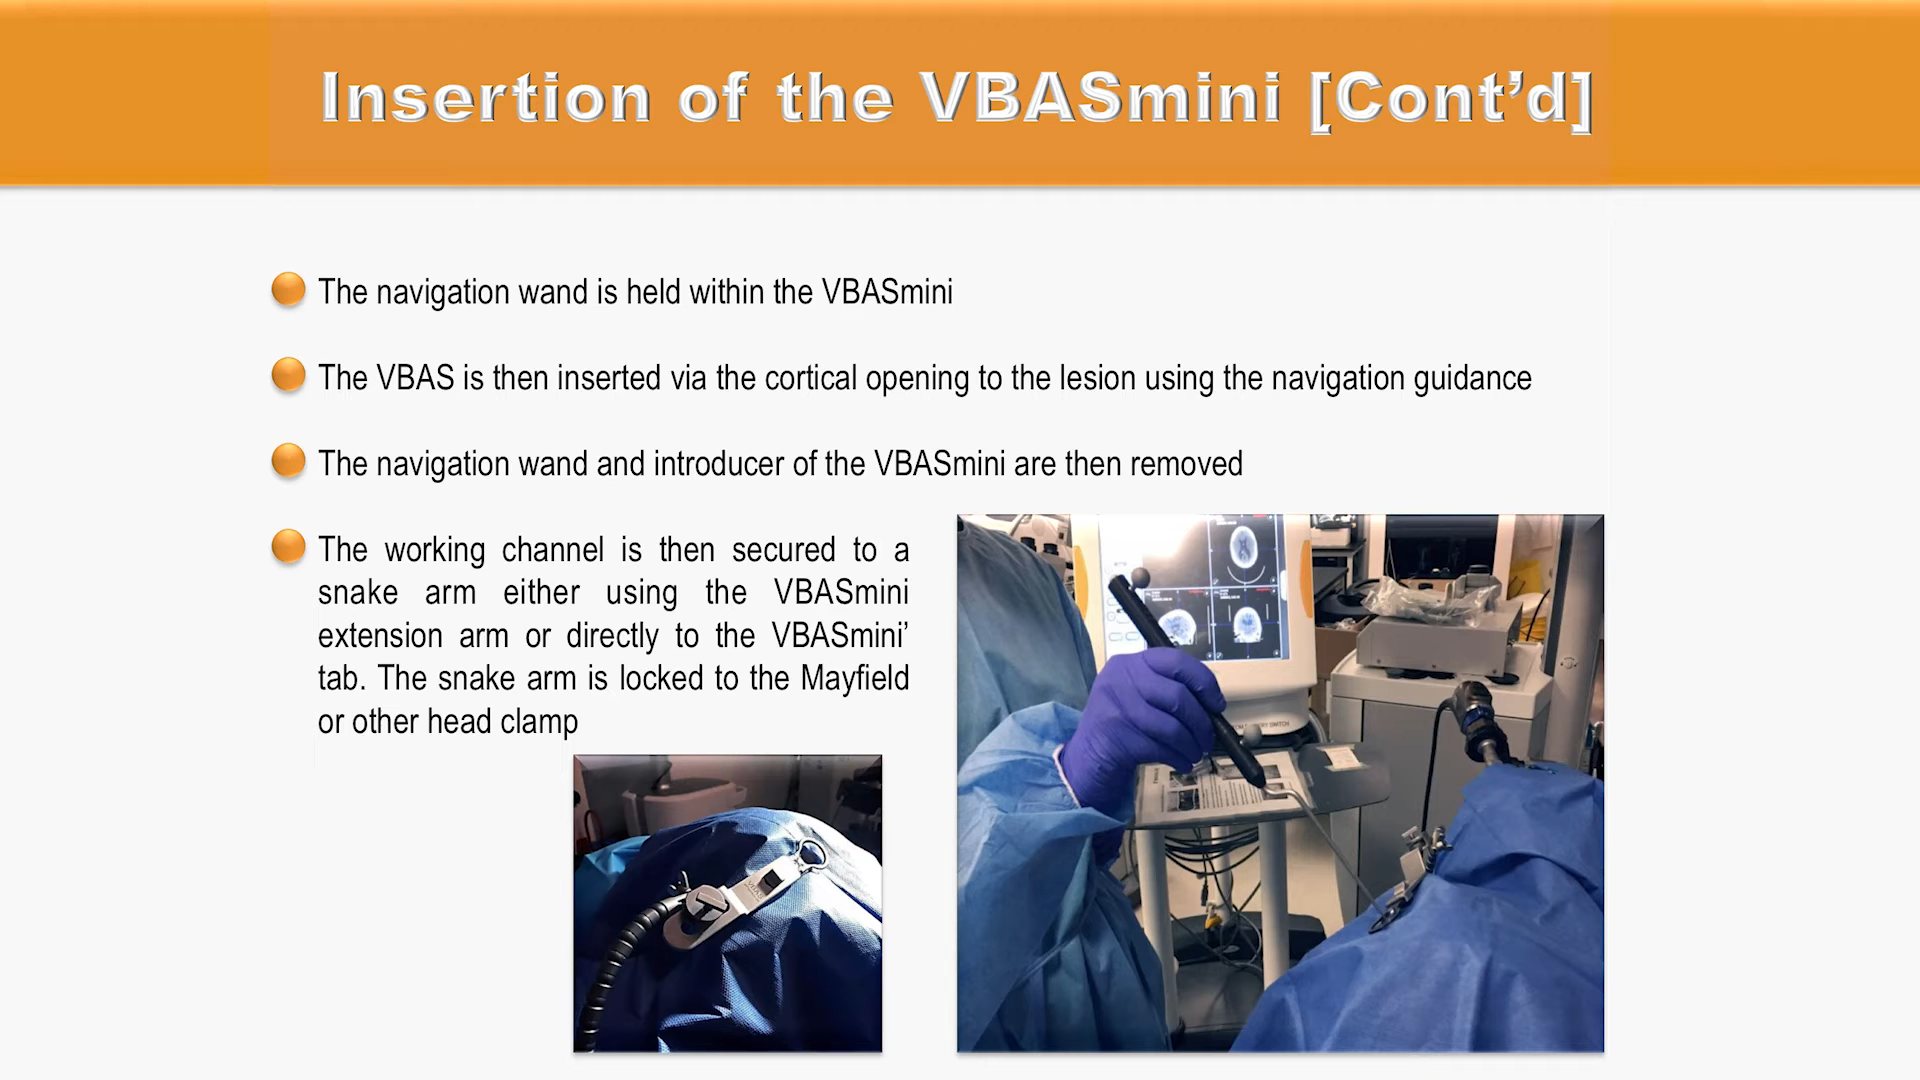 Insertion of the VBASmini [Cont’d]
The navigation wand is held within the VBASmini
The VBAS is then inserted via the cortical opening to the lesion using the navigation guidance
The navigation wand and introducer of the VBASmini are then removed
The working channel is then secured to a
snake arm either using the VBASmini
extension arm or directly to the VBASmini’
tab. The snake arm is locked to the Mayfield
or other head clamp